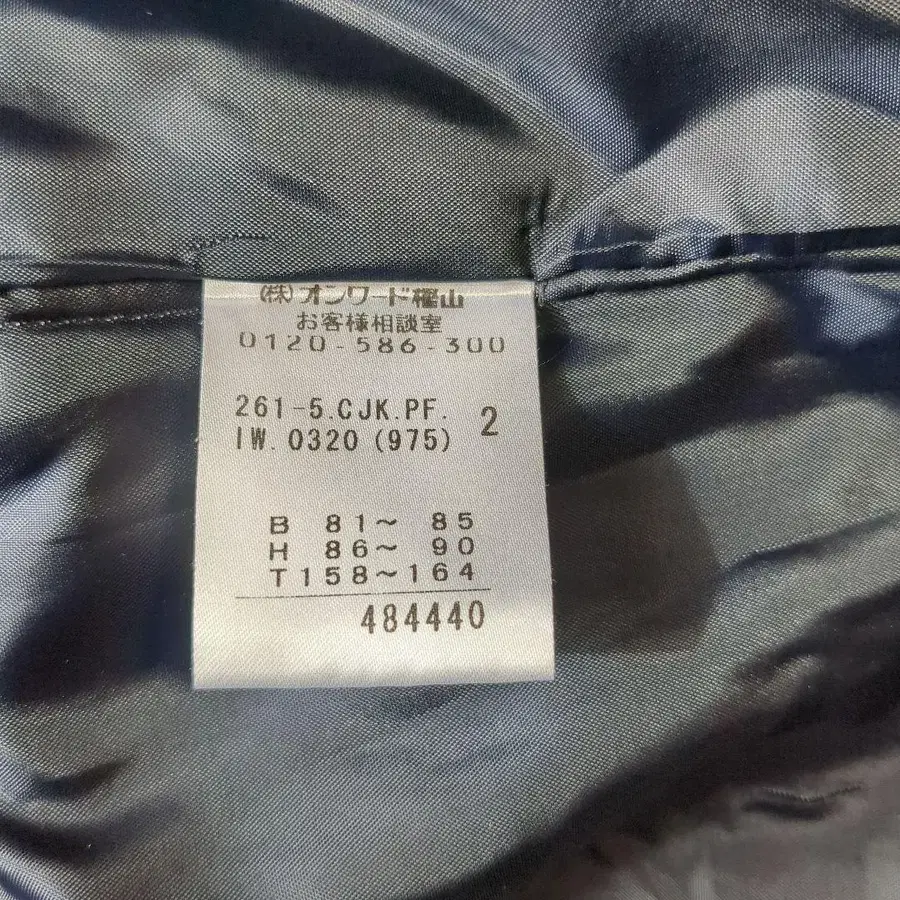 (株)オンワード樫山
お客様相談室
0120-586-300
261-5.CJK.PF. 2
IW.0320 (975)
B 81~ 85
H 86~ 90
T158~164
484440